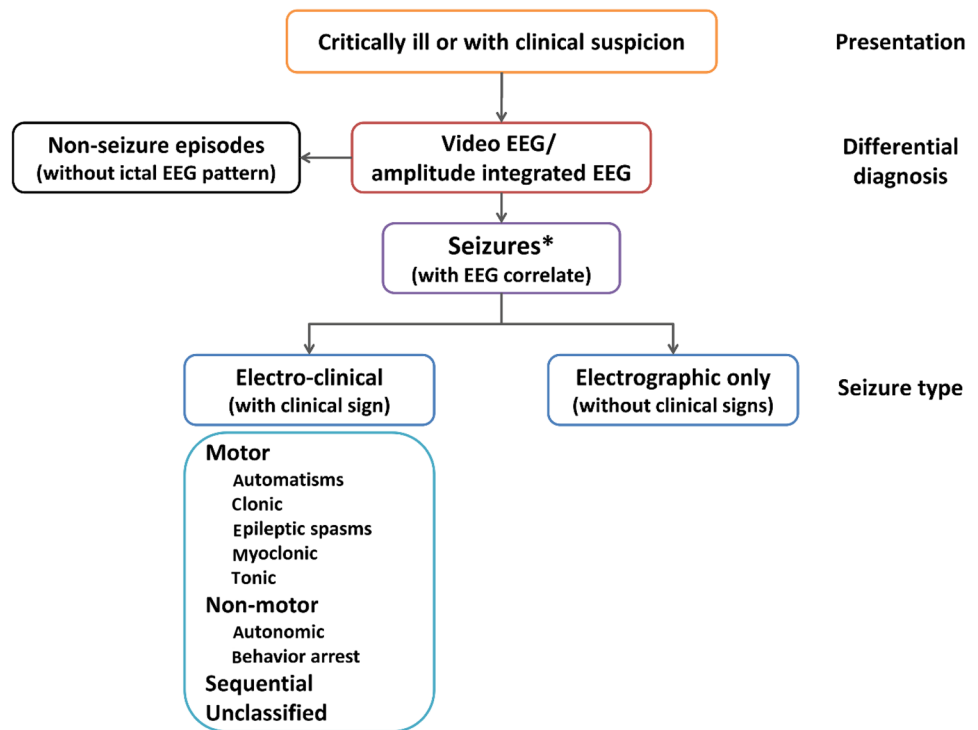 Critically ill or with clinical suspicion
Presentation
Non-seizure episodes
(without ictal EEG pattern)
Video EEG/
amplitude integrated EEG
Differential
diagnosis
Seizures*
(with EEG correlate)
Electro-clinical
(with clinical sign)
Electrographic only
(without clinical signs)
Seizure type
Motor
Automatisms
Clonic
Epileptic spasms
Myoclonic
Tonic
Non-motor
Autonomic
Behavior arrest
Sequential
Unclassified